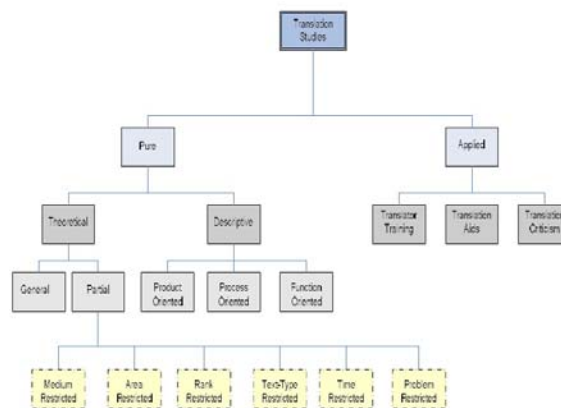 Translation
Studies
Pure
Applied
Theoretical
Descriptive
Translator
Training
Translation
Aids
Translation
Criticism
General
Partial
Product
Oriented
Process
Oriented
Function
Oriented
Medium
Restricted
Area
Restricted
Rank
Restricted
Text-Type
Restricted
Time
Restricted
Problem
Restricted